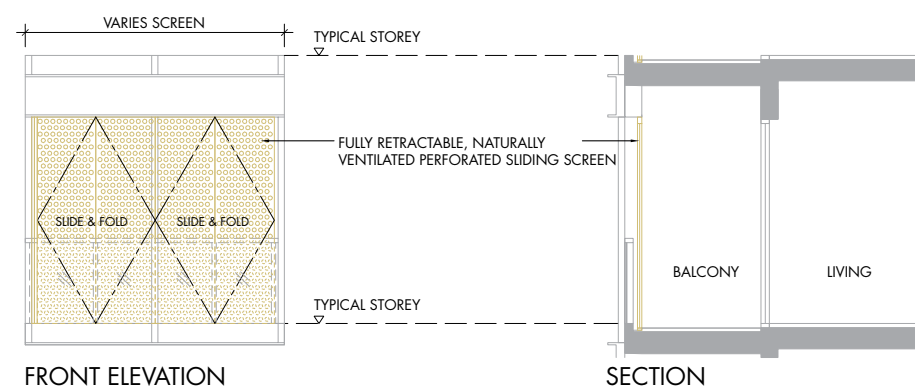 VARIES SCREEN
TYPICAL STOREY
FULLY RETRACTABLE, NATURALLY
VENTILATED PERFORATED SLIDING SCREEN
SLIDE & FOLD
SLIDE & FOLD
BALCONY
LIVING
TYPICAL STOREY
FRONT ELEVATION
SECTION